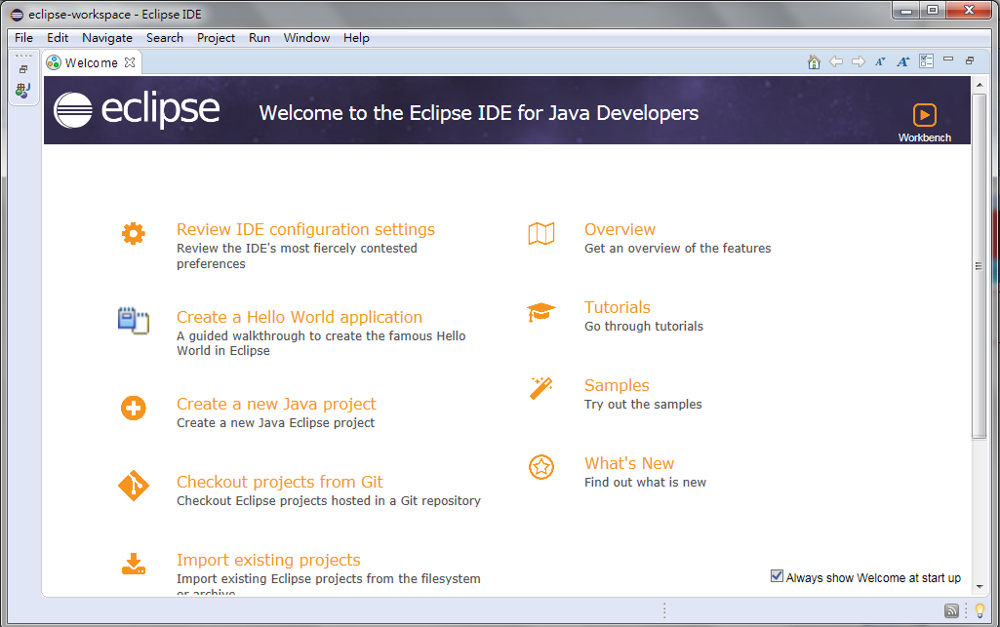 eclipse-workspace - Eclipse IDE
File Edit Navigate Search Project Run Window Help
Welcome
eclipse
Welcome to the Eclipse IDE for Java Developers
Workbench
Review IDE configuration settings
Review the IDE's most fiercely contested
preferences
Create a Hello World application
A guided walkthrough to create the famous Hello
World in Eclipse
Create a new Java project
Create a new Java Eclipse project
Checkout projects from Git
Checkout Eclipse projects hosted in a Git repository
Import existing projects
Import existing Eclipse projects from the filesystem
or archive
Overview
Get an overview of the features
Tutorials
Go through tutorials
Samples
Try out the samples
What's New
Find out what is new
Always show Welcome at start up